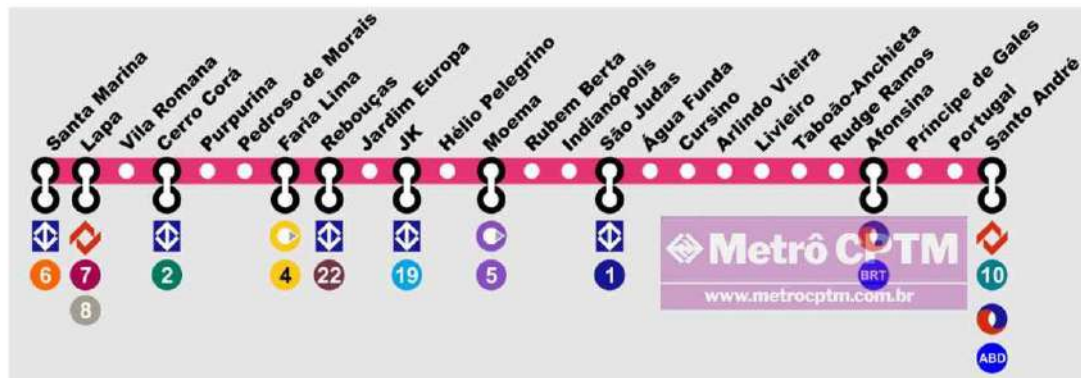 Santa Marina
Lapa
Vila Romana
Cerro Corá
Purpurina
Pedroso de Morais
Faria Lima
Rebouças
Jardim Europa
JK
Hélio Pelegrino
Moema
Rubem Berta
Indianópolis
São Judas
Água Funda
Cursino
Arlindo Vieira
Livieiro
Taboão-Anchieta
Rudge Ramos
Afonsina
Príncipe de Gales
Portugal
Santo André
Metrô CPTM
6 7 2 4 22 19 5 1 BRT 10
www.metrocptm.com.br
8
ABD